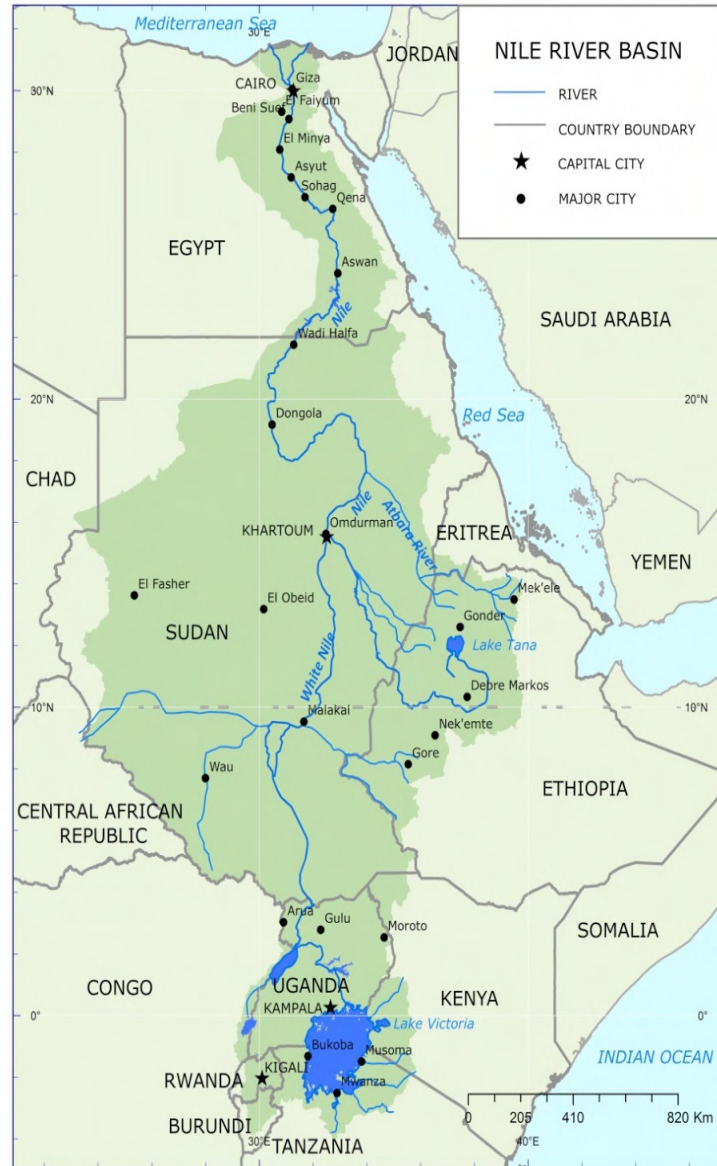 Mediterranean Sea
30°E
JORDAN
NILE RIVER BASIN
RIVER
COUNTRY BOUNDARY
CAPITAL CITY
MAJOR CITY
Giza
CAIRO
30°N
El Faiyum
Beni Suef
El Minya
Asyut
Sohag
Qena
EGYPT
Aswan
Nile
SAUDI ARABIA
Wadi Halfa
20°N
20°N
Dongola
Red Sea
CHAD
Nile
Omdurman
KHARTOUM
Atbara River
ERITREA
YEMEN
El Fasher
Mek'ele
El Obeid
Gonder
SUDAN
Lake Tana
White Nile
Debre Markos
10°N
Malakai
10°N
Nek'emte
Wau
Gore
ETHIOPIA
CENTRAL AFRICAN
REPUBLIC
Arua
Gulu
Moroto
SOMALIA
CONGO
UGANDA
KENYA
KAMPALA
0°
Lake Victoria
0°
Bukoba
Musoma
INDIAN OCEAN
KIGALI
RWANDA
Mwanza
BURUNDI
0 205 410 820 Km
30°E
TANZANIA
40°E